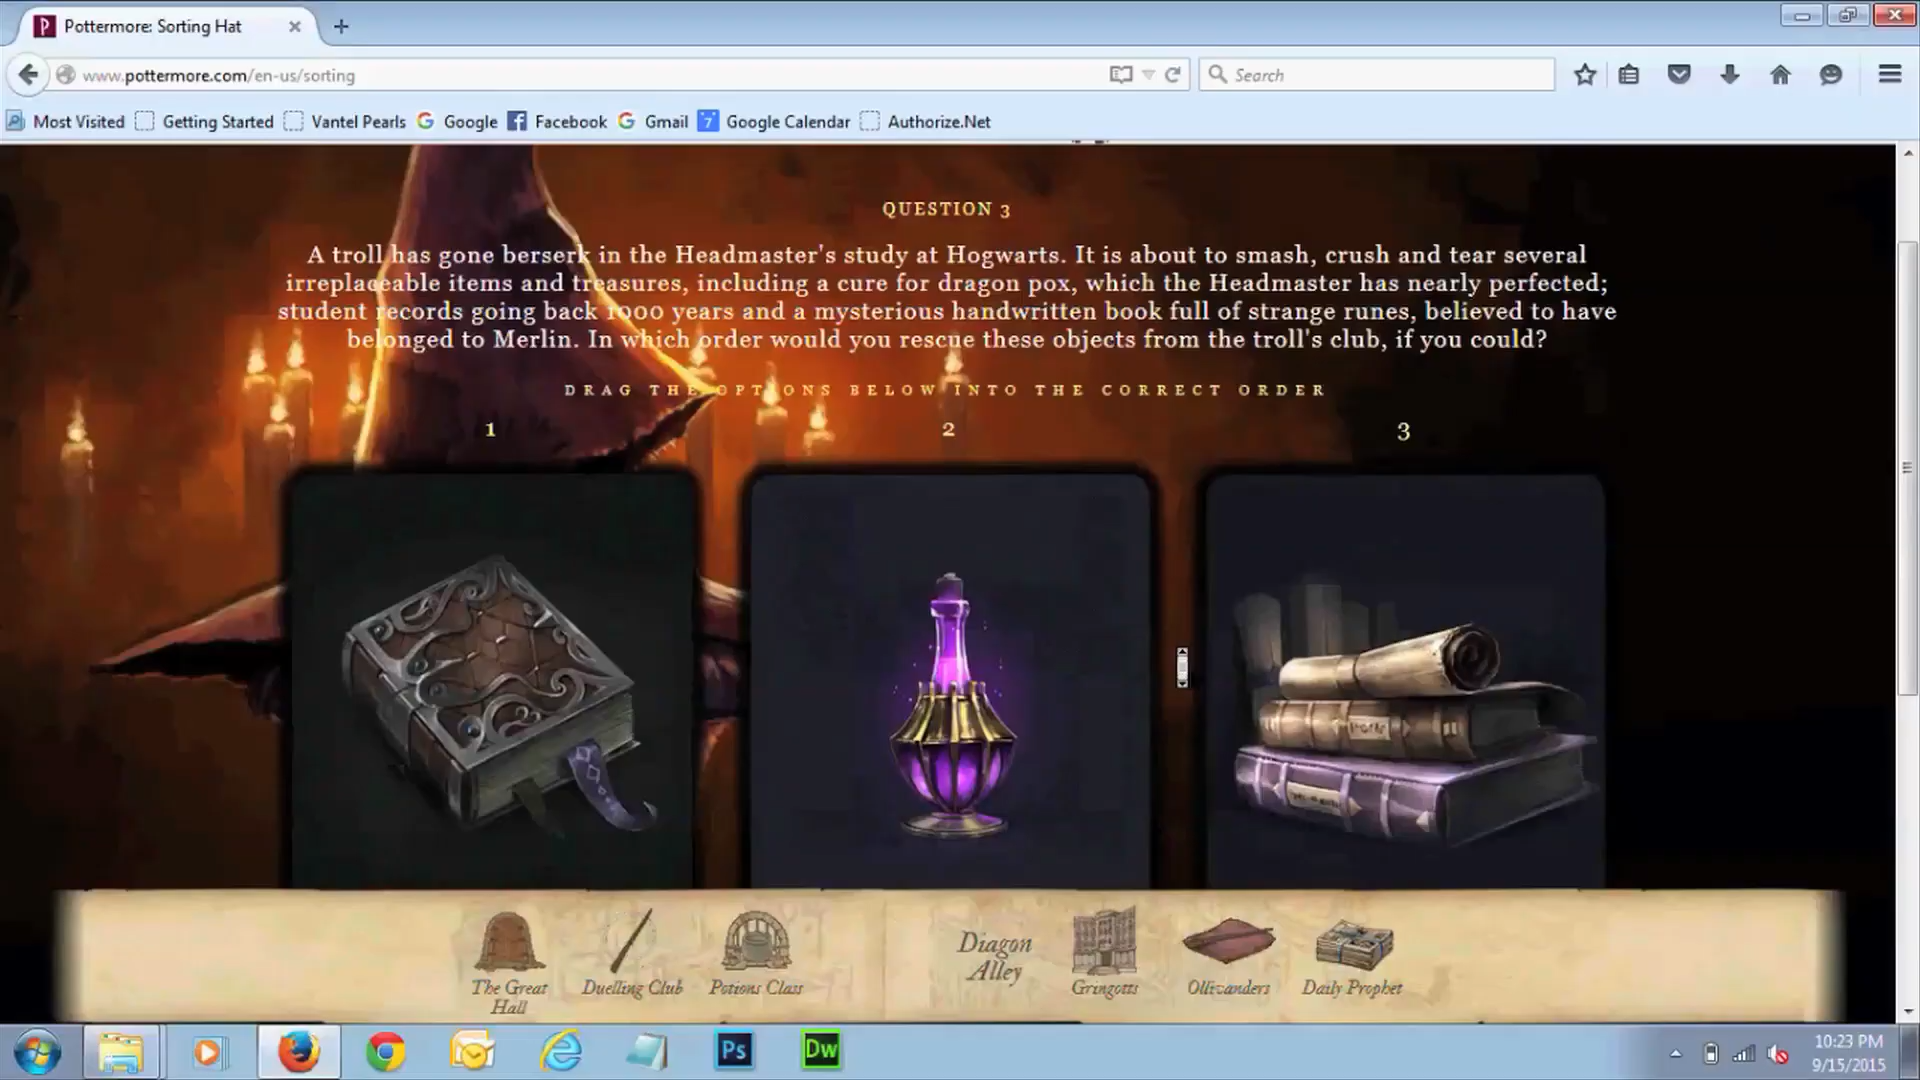 Pottermore: Sorting Hat
www.pottermore.com/en-us/sorting
Search
Most Visited
Getting Started
Vantel Pearls
Google
Facebook
Gmail
7
Google Calendar
Authorize.Net
QUESTION 3
A troll has gone berserk in the Headmaster's study at Hogwarts. It is about to smash, crush and tear several
irreplaceable items and treasures, including a cure for dragon pox, which the Headmaster has nearly perfected;
student records going back 1000 years and a mysterious handwritten book full of strange runes, believed to have
belonged to Merlin. In which order would you rescue these objects from the troll's club, if you could?
DRAG THE OPTIONS BELOW INTO THE CORRECT ORDER
1
2
3
The Great
Hall
Duelling Club
Potions Class
Diagon
Alley
Gringotts
Ollivanders
Daily Prophet
Ps
Dw
10:23 PM
9/15/2015